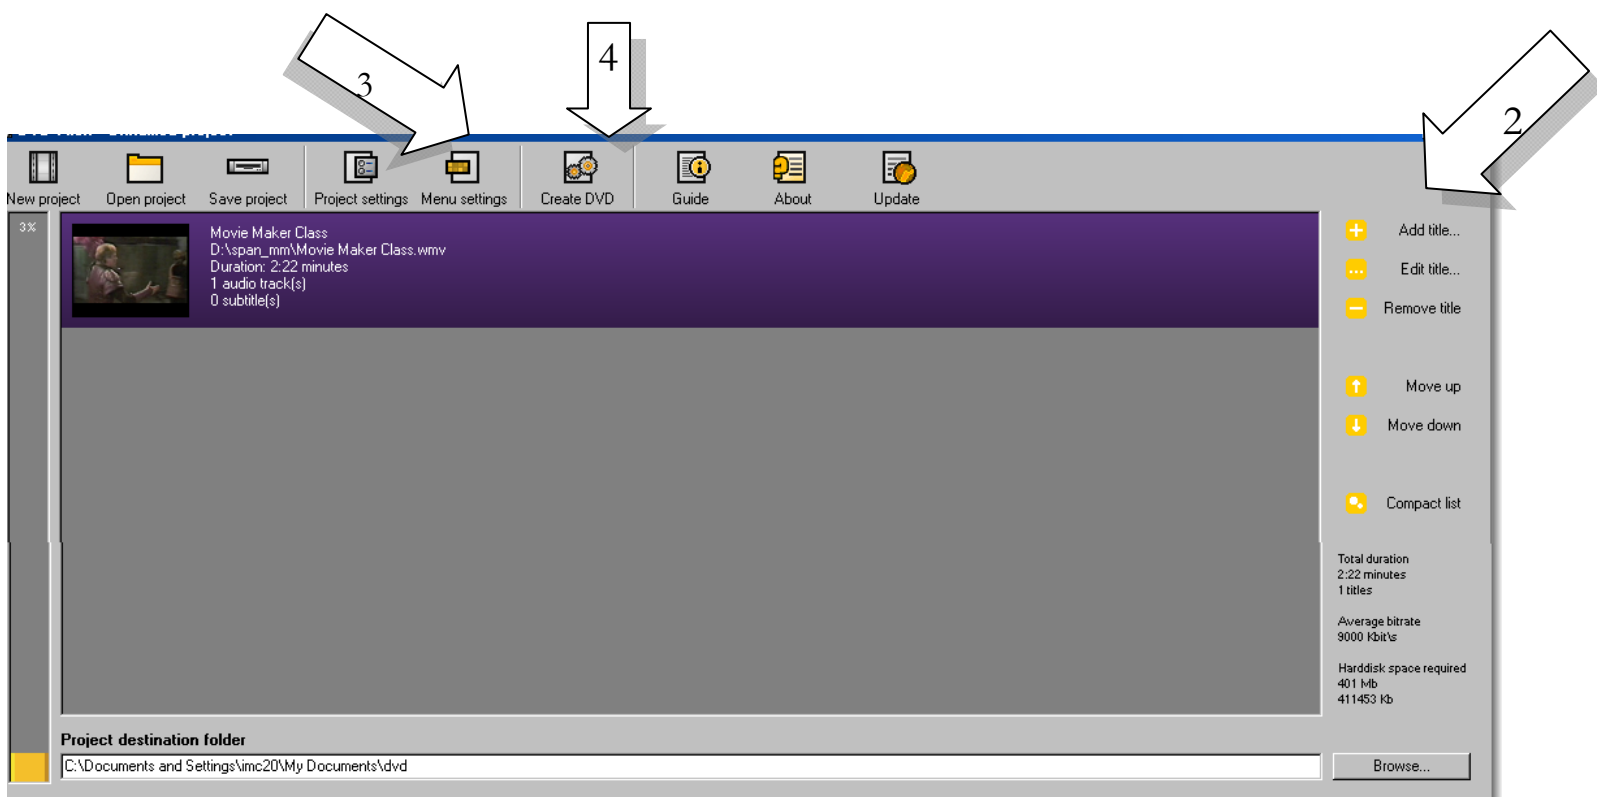 3
4
2
New project
Open project
Save project
Project settings
Menu settings
Create DVD
Guide
About
Update
3%
Movie Maker Class
D:\span_mm\Movie Maker Class.wmv
Duration: 2:22 minutes
1 audio track(s)
0 subtitle(s)
Add title...
Edit title...
Remove title
Move up
Move down
Compact list
Total duration
2:22 minutes
1 titles
Average bitrate
9000 Kbit\s
Harddisk space required
401 Mb
411453 Kb
Project destination folder
C:\Documents and Settings\imc20\My Documents\dvd
Browse...